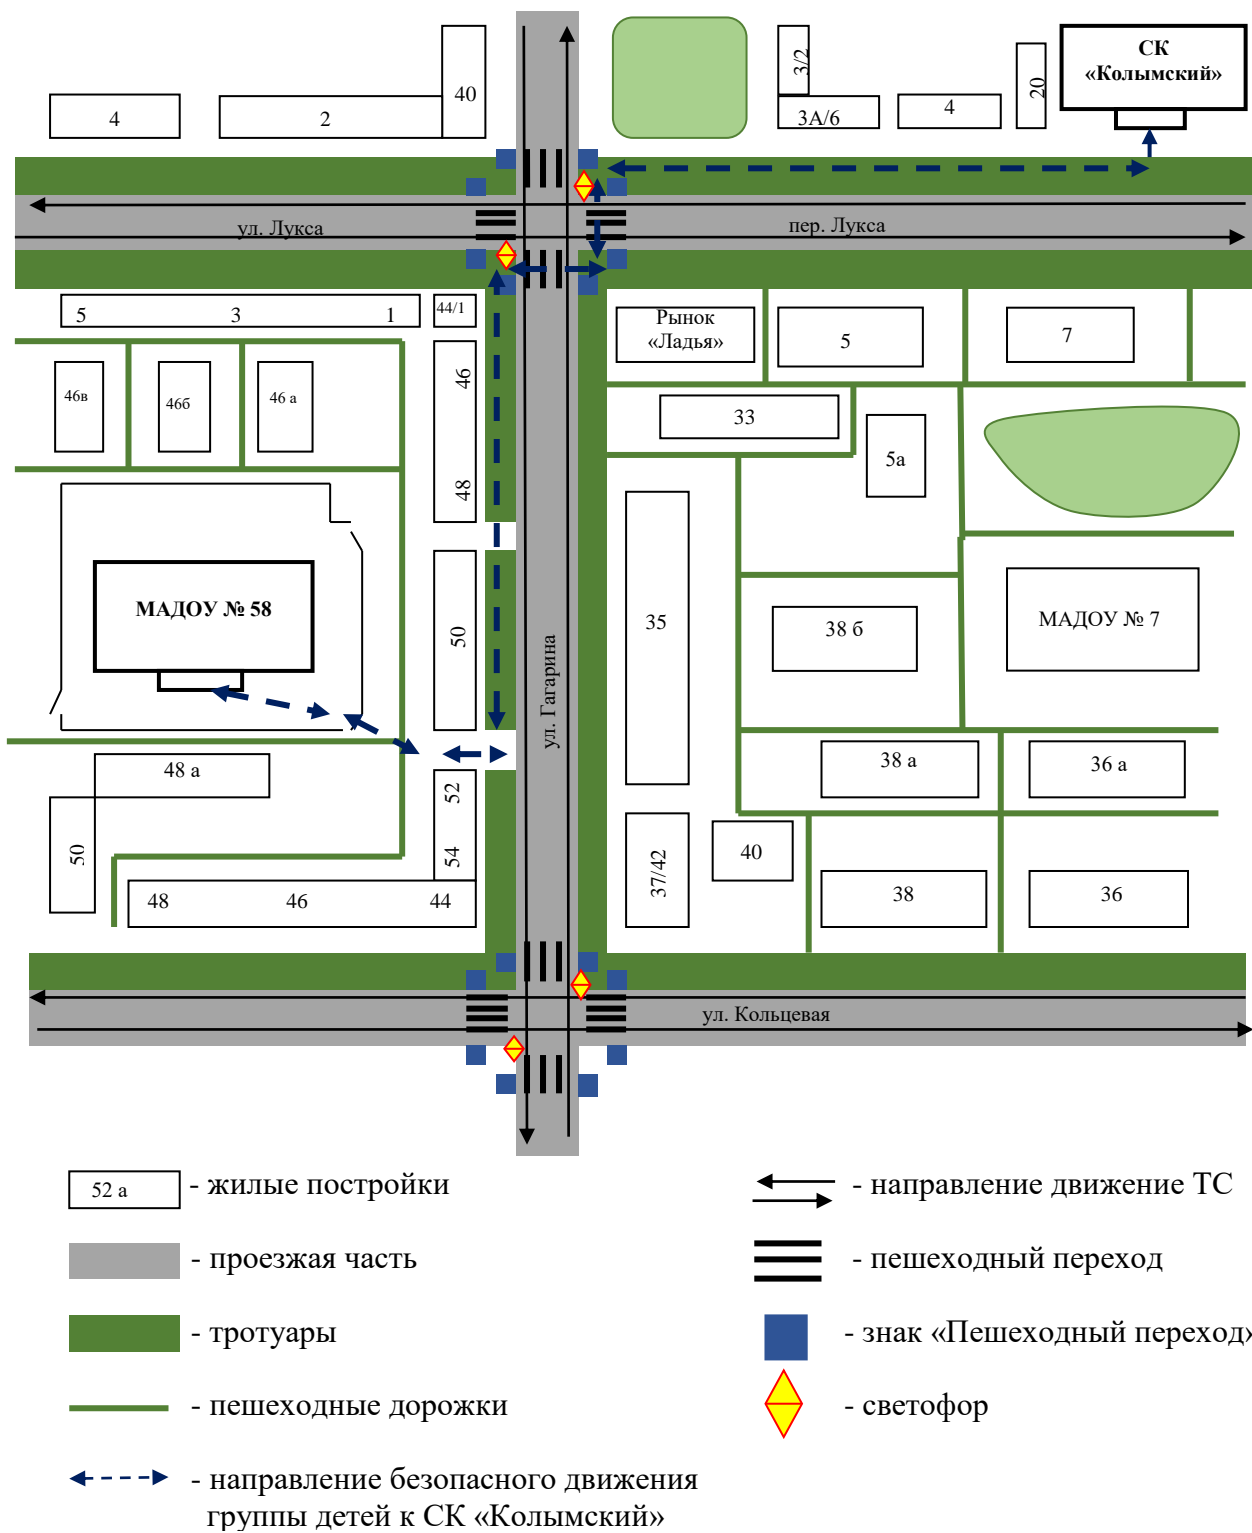 СК
«Колымский»
4
2
40
3/2
3А/6
4
20
ул. Лукса
пер. Лукса
5 3 1
44/1
Рынок
«Ладья»
5
7
46в
46б
46 а
46
48
33
5а
МАДОУ № 58
50
ул. Гагарина
35
38 б
МАДОУ № 7
48 а
50
52
54
38 а
36 а
37/42
40
38
36
48 46 44
ул. Кольцевая
52 а
- жилые постройки
- направление движение ТС
- проезжая часть
- пешеходный переход
- тротуары
- знак «Пешеходный переход»
- пешеходные дорожки
- светофор
- направление безопасного движения
группы детей к СК «Колымский»